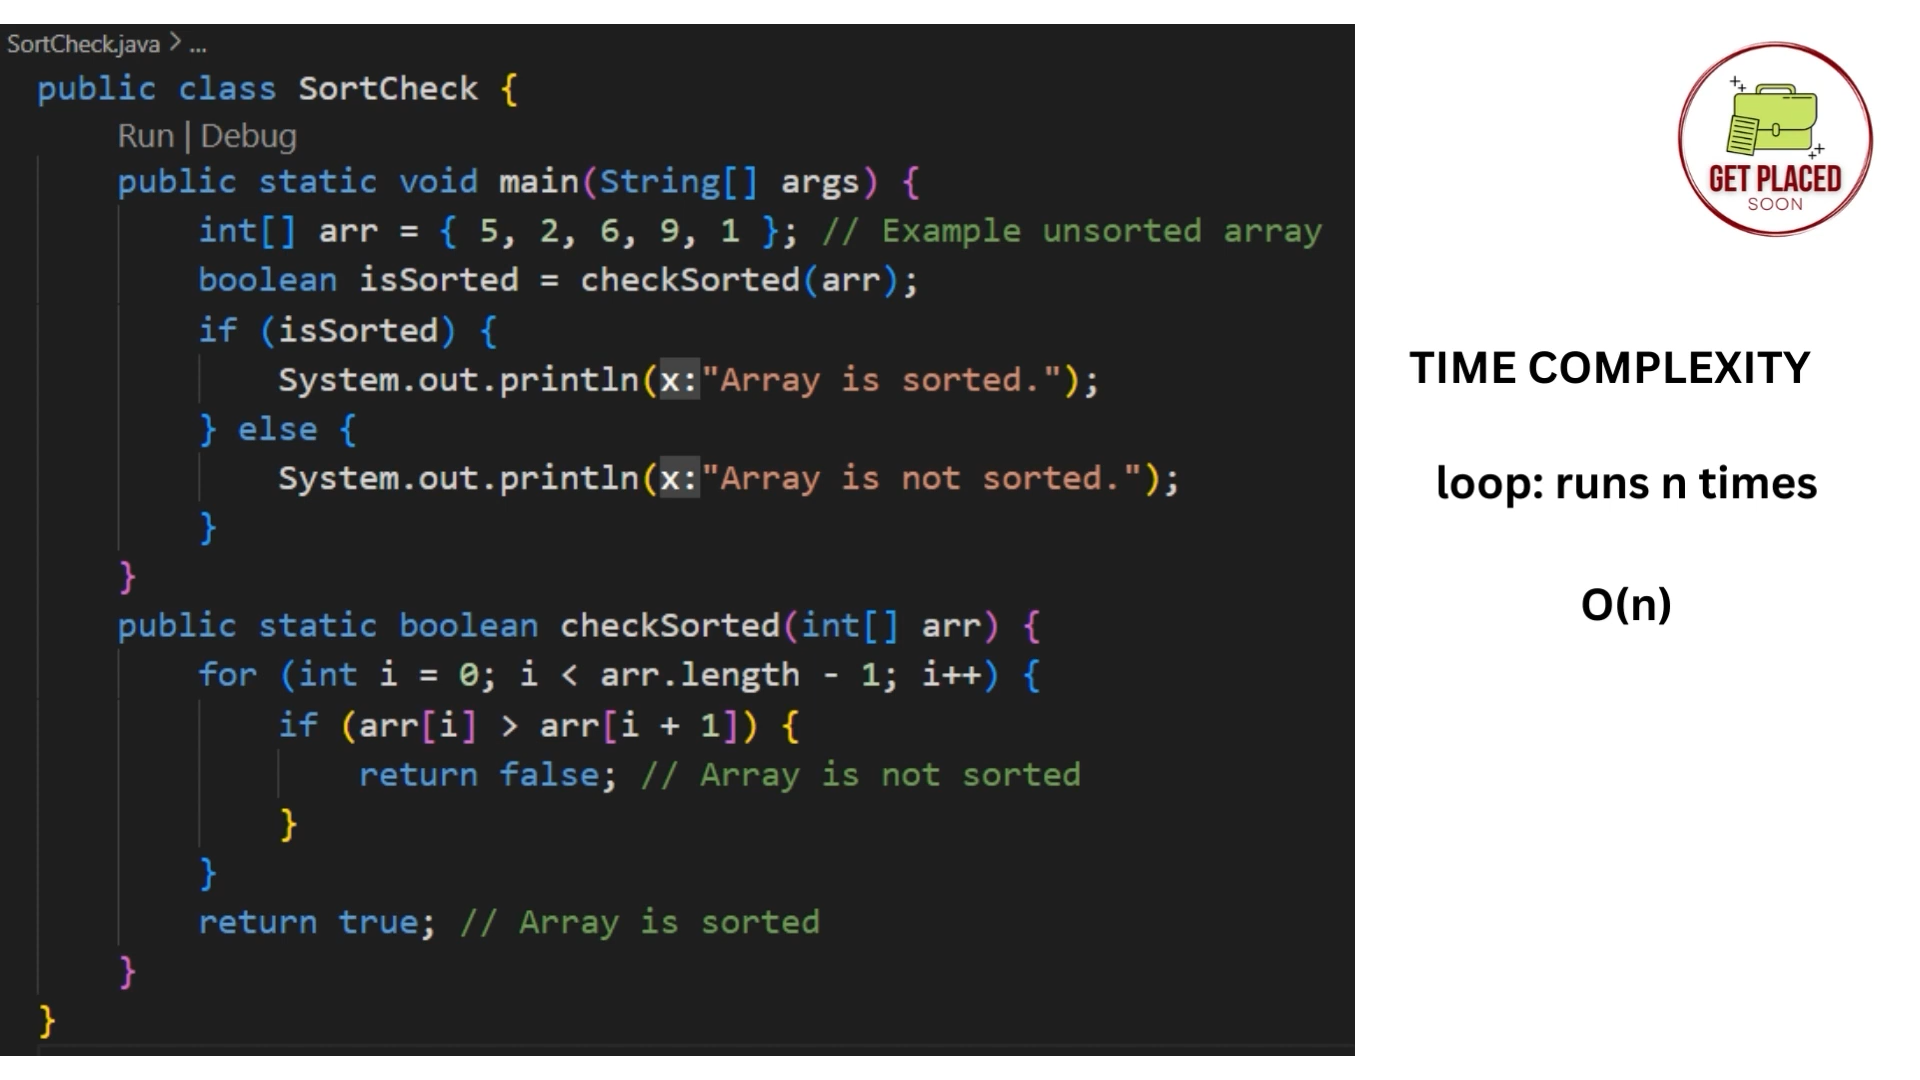 SortCheck.java > ...
public class SortCheck {
Run | Debug
public static void main(String[] args) {
int[] arr = { 5, 2, 6, 9, 1 }; // Example unsorted array
boolean isSorted = checkSorted(arr);
if (isSorted) {
System.out.println(x:"Array is sorted.");
} else {
System.out.println(x:"Array is not sorted.");
}
}
public static boolean checkSorted(int[] arr) {
for (int i = 0; i < arr.length - 1; i++) {
if (arr[i] > arr[i + 1]) {
return false; // Array is not sorted
}
}
return true; // Array is sorted
}
}
GET PLACED
SOON
TIME COMPLEXITY
loop: runs n times
O(n)